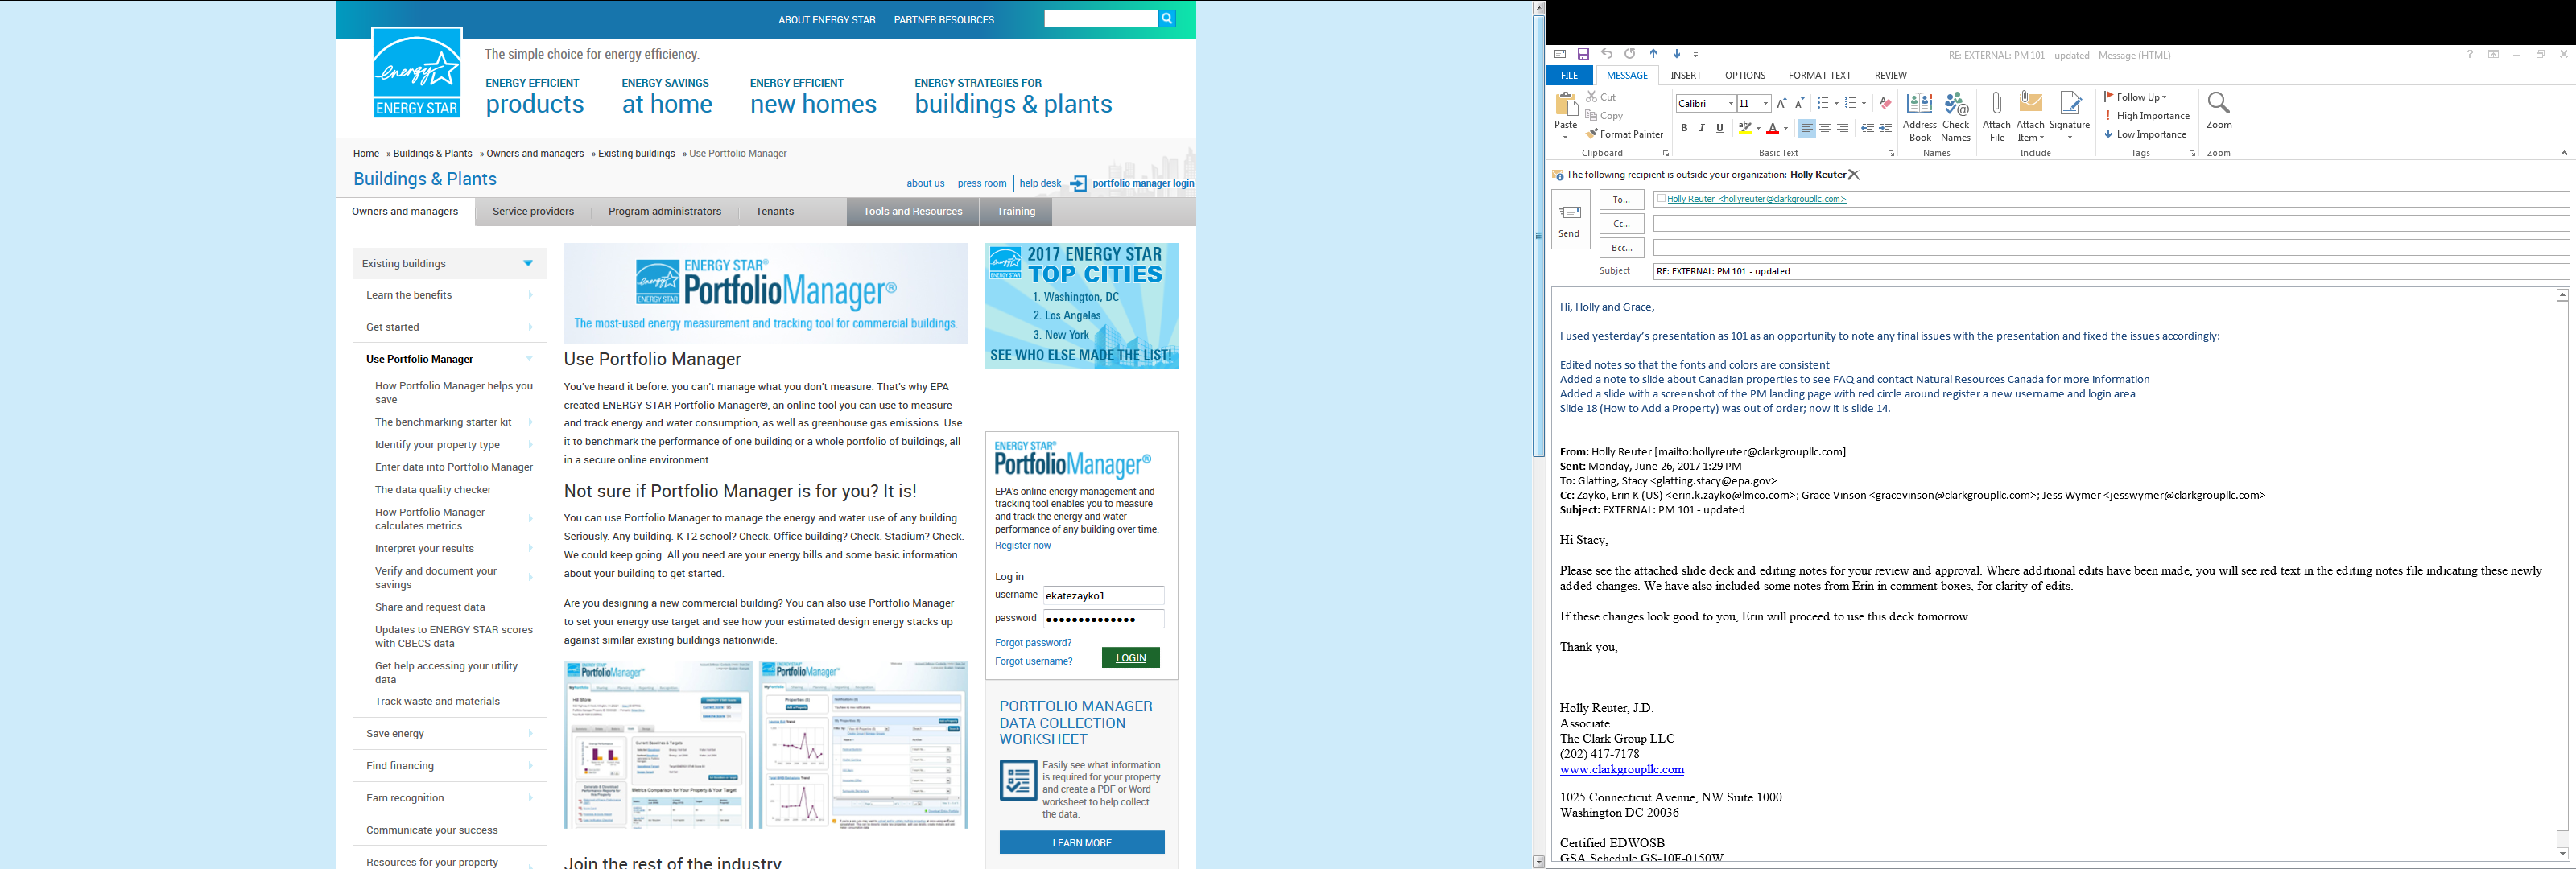 ABOUT ENERGY STAR PARTNER RESOURCES
The simple choice for energy efficiency.
energy
ENERGY STAR
ENERGY EFFICIENT
products
ENERGY SAVINGS
at home
ENERGY EFFICIENT
new homes
ENERGY STRATEGIES FOR
buildings & plants
Home » Buildings & Plants » Owners and managers » Existing buildings » Use Portfolio Manager
Buildings & Plants
about us press room help desk portfolio manager login
Owners and managers Service providers Program administrators Tenants Tools and Resources Training
Existing buildings
Learn the benefits
Get started
Use Portfolio Manager
How Portfolio Manager helps you
save
The benchmarking starter kit
Identify your property type
Enter data into Portfolio Manager
The data quality checker
How Portfolio Manager
calculates metrics
Interpret your results
Verify and document your
savings
Share and request data
Updates to ENERGY STAR scores
with CBECS data
Get help accessing your utility
data
Track waste and materials
Save energy
Find financing
Earn recognition
Communicate your success
Resources for your property
ENERGY STAR®
PortfolioManager®
ENERGY STAR
The most-used energy measurement and tracking tool for commercial buildings.
Use Portfolio Manager
You've heard it before: you can't manage what you don't measure. That's why EPA
created ENERGY STAR Portfolio Manager®, an online tool you can use to measure
and track energy and water consumption, as well as greenhouse gas emissions. Use
it to benchmark the performance of one building or a whole portfolio of buildings, all
in a secure online environment.
Not sure if Portfolio Manager is for you? It is!
You can use Portfolio Manager to manage the energy and water use of any building.
Seriously. Any building. K-12 school? Check. Office building? Check. Stadium? Check.
We could keep going. All you need are your energy bills and some basic information
about your building to get started.
Are you designing a new commercial building? You can also use Portfolio Manager
to set your energy use target and see how your estimated design energy stacks up
against similar existing buildings nationwide.
PortfolioManager
PortfolioManager
Join the rest of the industry
2017 ENERGY STAR
TOP CITIES
1. Washington, DC
2. Los Angeles
3. New York
SEE WHO ELSE MADE THE LIST!
ENERGY STAR®
PortfolioManager®
EPA's online energy management and
tracking tool enables you to measure
and track the energy and water
performance of any building over time.
Register now
Log in
username ekatezayko1
password ••••••••••••••
Forgot password?
Forgot username? LOGIN
PORTFOLIO MANAGER
DATA COLLECTION
WORKSHEET
Easily see what information
is required for your property
and create a PDF or Word
worksheet to help collect
the data.
LEARN MORE
RE: EXTERNAL: PM 101 - updated - Message (HTML)
FILE MESSAGE INSERT OPTIONS FORMAT TEXT REVIEW
Paste
Cut
Copy
Format Painter
Clipboard
Calibri 11
B I U
Basic Text
Address
Book
Check
Names
Names
Attach
File
Attach
Item
Signature
Include
Follow Up
High Importance
Low Importance
Tags
Zoom
Zoom
The following recipient is outside your organization: Holly Reuter
Send
To... Holly Reuter <hollyreuter@clarkgroupllc.com>
Cc...
Bcc...
Subject RE: EXTERNAL: PM 101 - updated
Hi, Holly and Grace,
I used yesterday's presentation as 101 as an opportunity to note any final issues with the presentation and fixed the issues accordingly:
Edited notes so that the fonts and colors are consistent
Added a note to slide about Canadian properties to see FAQ and contact Natural Resources Canada for more information
Added a slide with a screenshot of the PM landing page with red circle around register a new username and login area
Slide 18 (How to Add a Property) was out of order; now it is slide 14.
From: Holly Reuter [mailto:hollyreuter@clarkgroupllc.com]
Sent: Monday, June 26, 2017 1:29 PM
To: Glatting, Stacy <glatting.stacy@epa.gov>
Cc: Zayko, Erin K (US) <erin.k.zayko@lmco.com>; Grace Vinson <gracevinson@clarkgroupllc.com>; Jess Wymer <jesswymer@clarkgroupllc.com>
Subject: EXTERNAL: PM 101 - updated
Hi Stacy,
Please see the attached slide deck and editing notes for your review and approval. Where additional edits have been made, you will see red text in the editing notes file indicating these newly
added changes. We have also included some notes from Erin in comment boxes, for clarity of edits.
If these changes look good to you, Erin will proceed to use this deck tomorrow.
Thank you,
--
Holly Reuter, J.D.
Associate
The Clark Group LLC
(202) 417-7178
www.clarkgroupllc.com
1025 Connecticut Avenue, NW Suite 1000
Washington DC 20036
Certified EDWOSB
GSA Schedule GS-10F-0150W